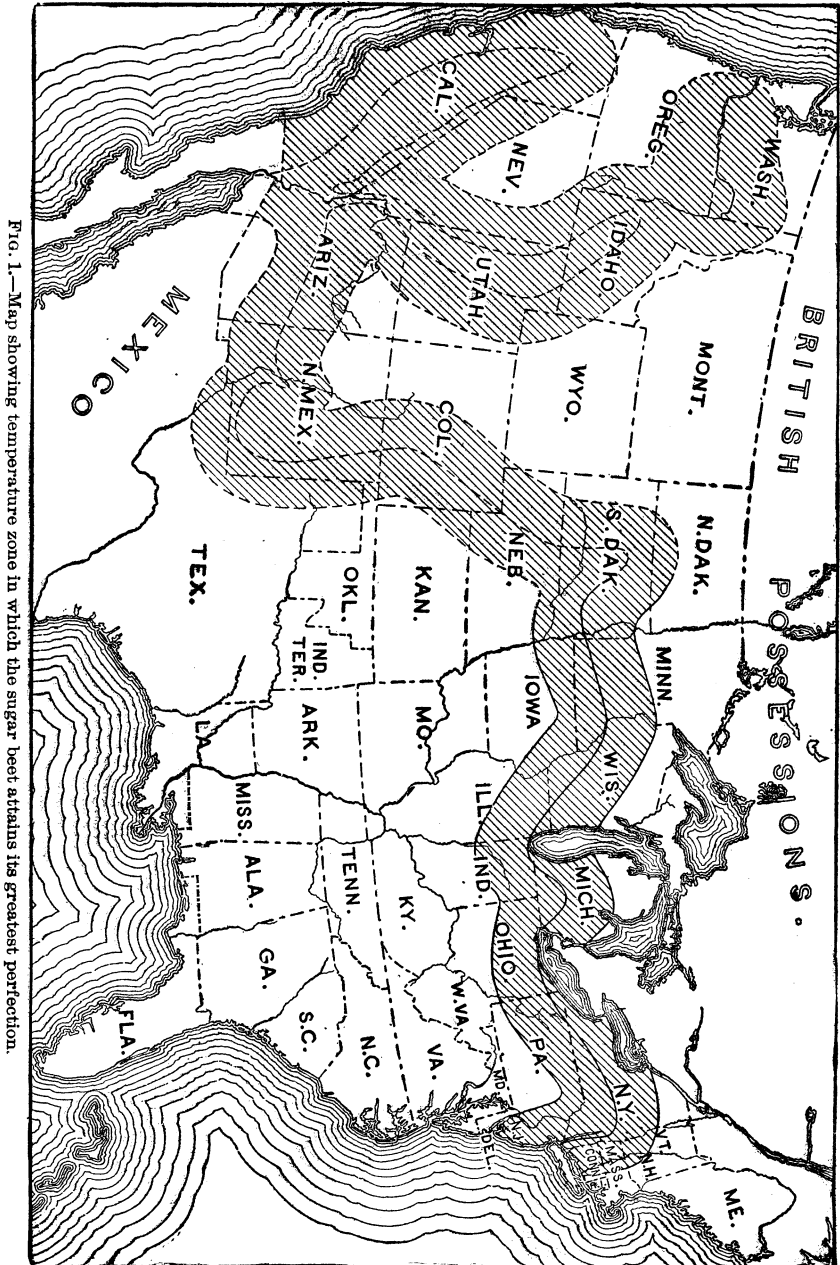 BRITISH POSSESSIONS.
WASH.
OREG.
CAL.
NEV.
IDAHO.
UTAH
ARIZ.
MONT.
WYO.
COL.
N.MEX.
N.DAK.
S.DAK.
NEB.
KAN.
OKL.
IND.
TER.
TEX.
MINN.
IOWA
MO.
ARK.
LA.
WIS.
ILL.
MICH.
IND.
OHIO
KY.
TENN.
MISS.
ALA.
GA.
FLA.
S.C.
N.C.
VA.
W.VA.
PA.
MD.
DEL.
N.J.
N.Y.
CONN.
MASS.
VT.
N.H.
ME.
MEXICO
FIG. 1.—Map showing temperature zone in which the sugar beet attains its greatest perfection.